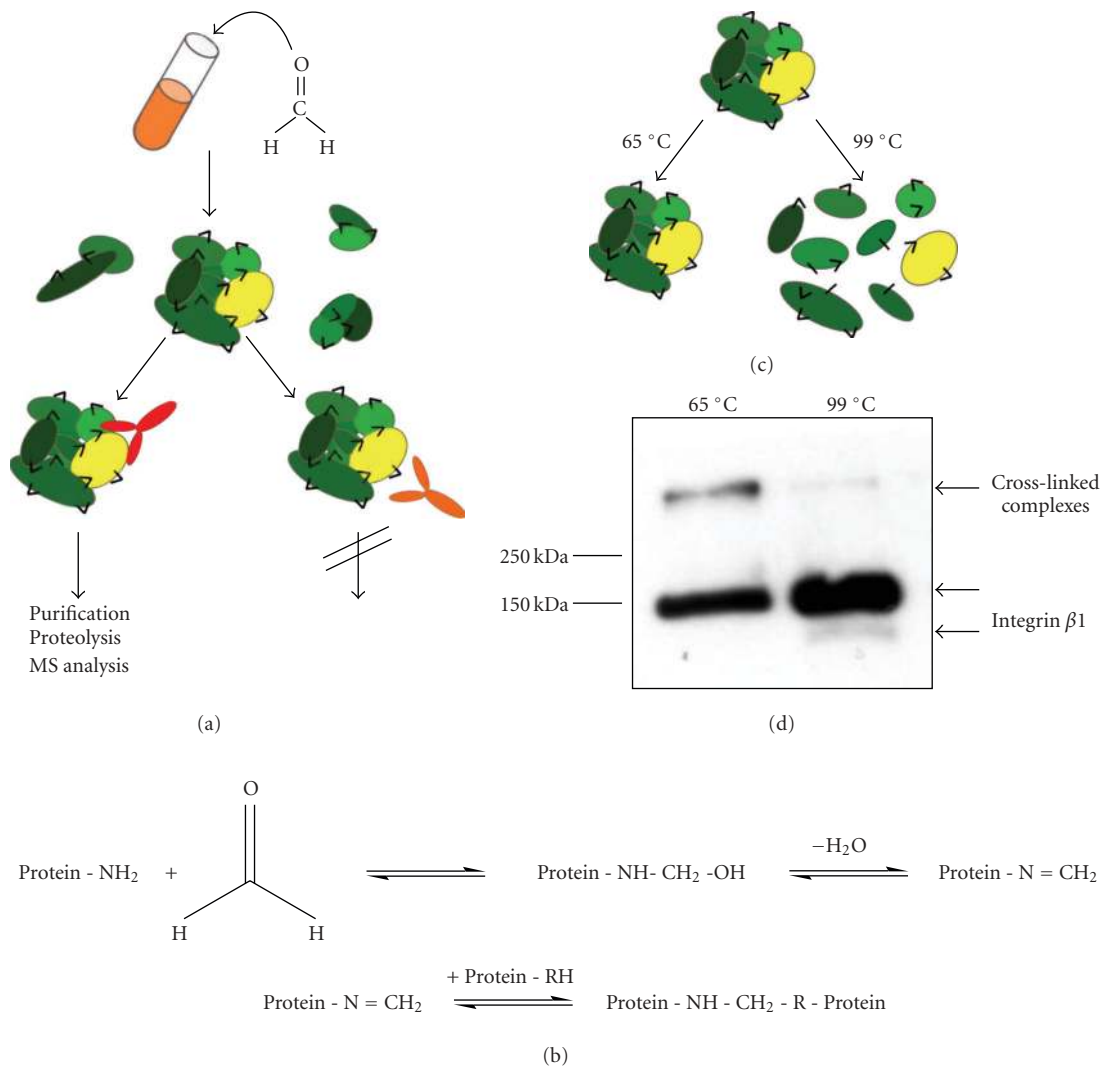 O
C
H H
Purification
Proteolysis
MS analysis
(a)
65 °C 99 °C
(c)
65 °C 99 °C
Cross-linked
complexes
250 kDa
150 kDa
Integrin β1
(d)
O
H H
Protein - NH₂ + Protein - NH- CH₂ -OH −H₂O Protein - N = CH₂
Protein - N = CH₂ + Protein - RH Protein - NH - CH₂ - R - Protein
(b)